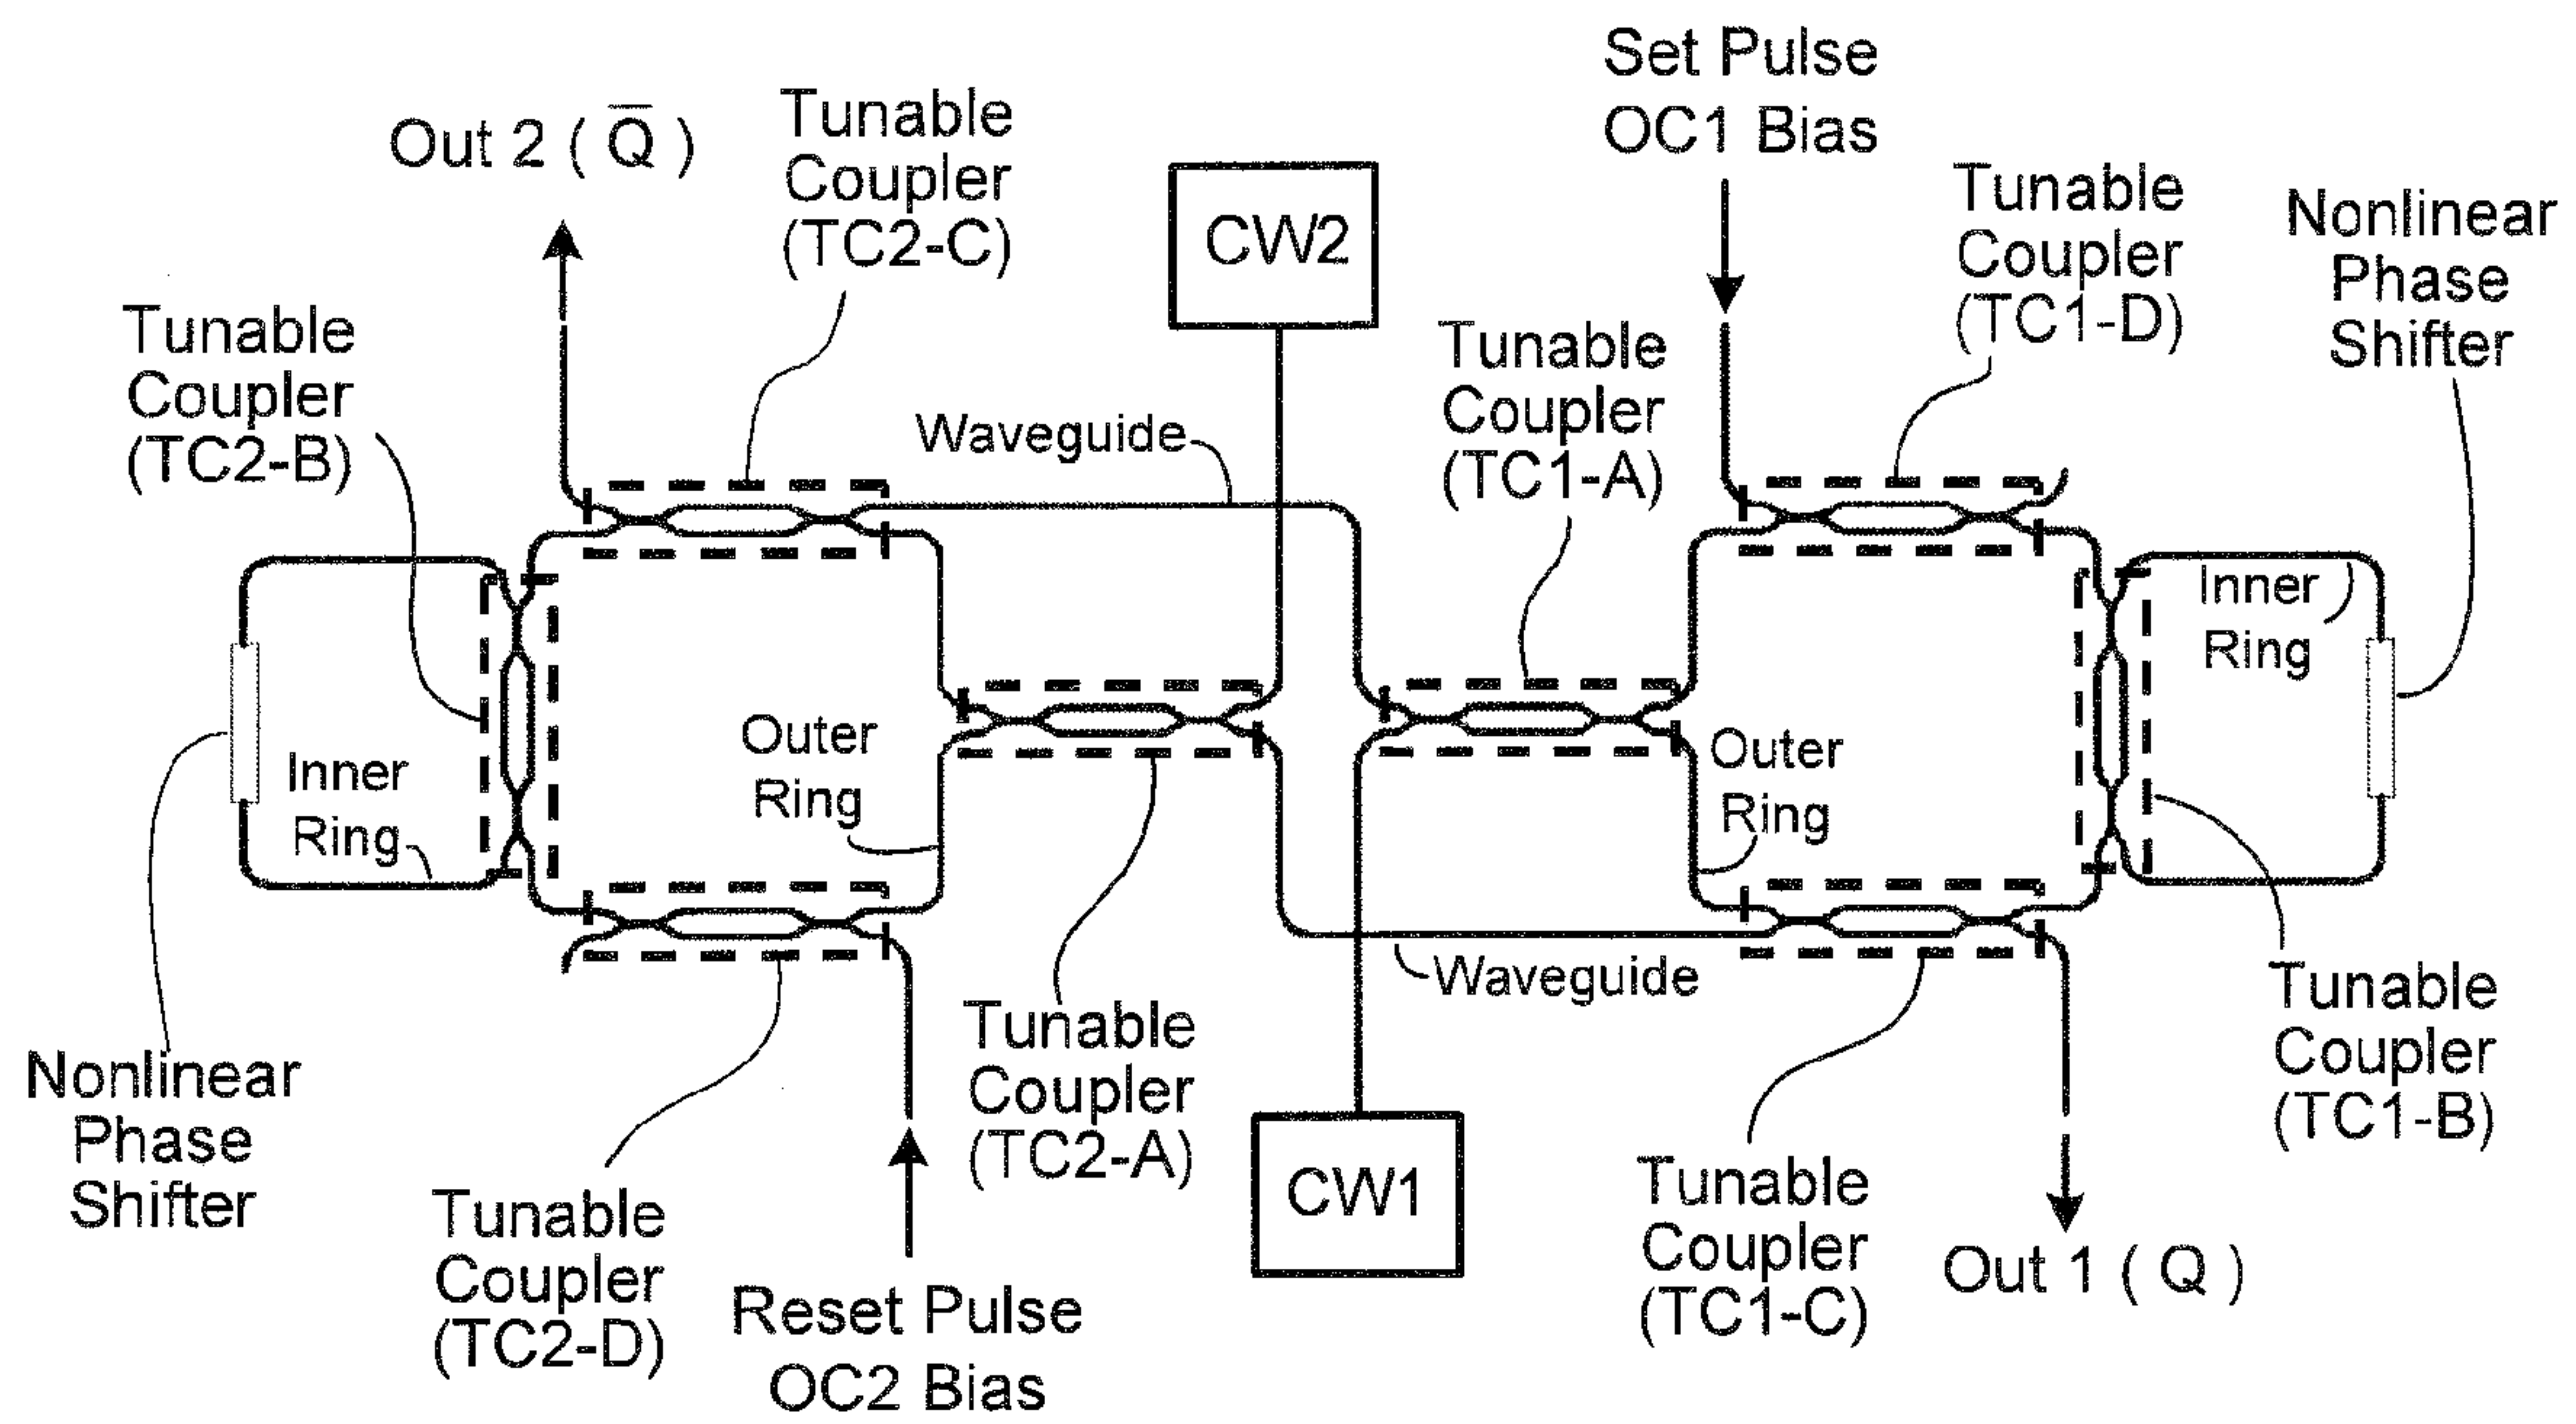 Set Pulse
OC1 Bias
Out 2 ( Q̅ )
Tunable
Coupler
(TC2-C)
CW2
Tunable
Coupler
(TC1-D)
Nonlinear
Phase
Shifter
Tunable
Coupler
(TC2-B)
Tunable
Coupler
(TC1-A)
Waveguide
Inner
Ring
Outer
Ring
Outer
Ring
Inner
Ring
Waveguide
Tunable
Coupler
(TC2-A)
Tunable
Coupler
(TC1-B)
Nonlinear
Phase
Shifter
CW1
Tunable
Coupler
(TC2-D)
Tunable
Coupler
(TC1-C)
Out 1 ( Q )
Reset Pulse
OC2 Bias